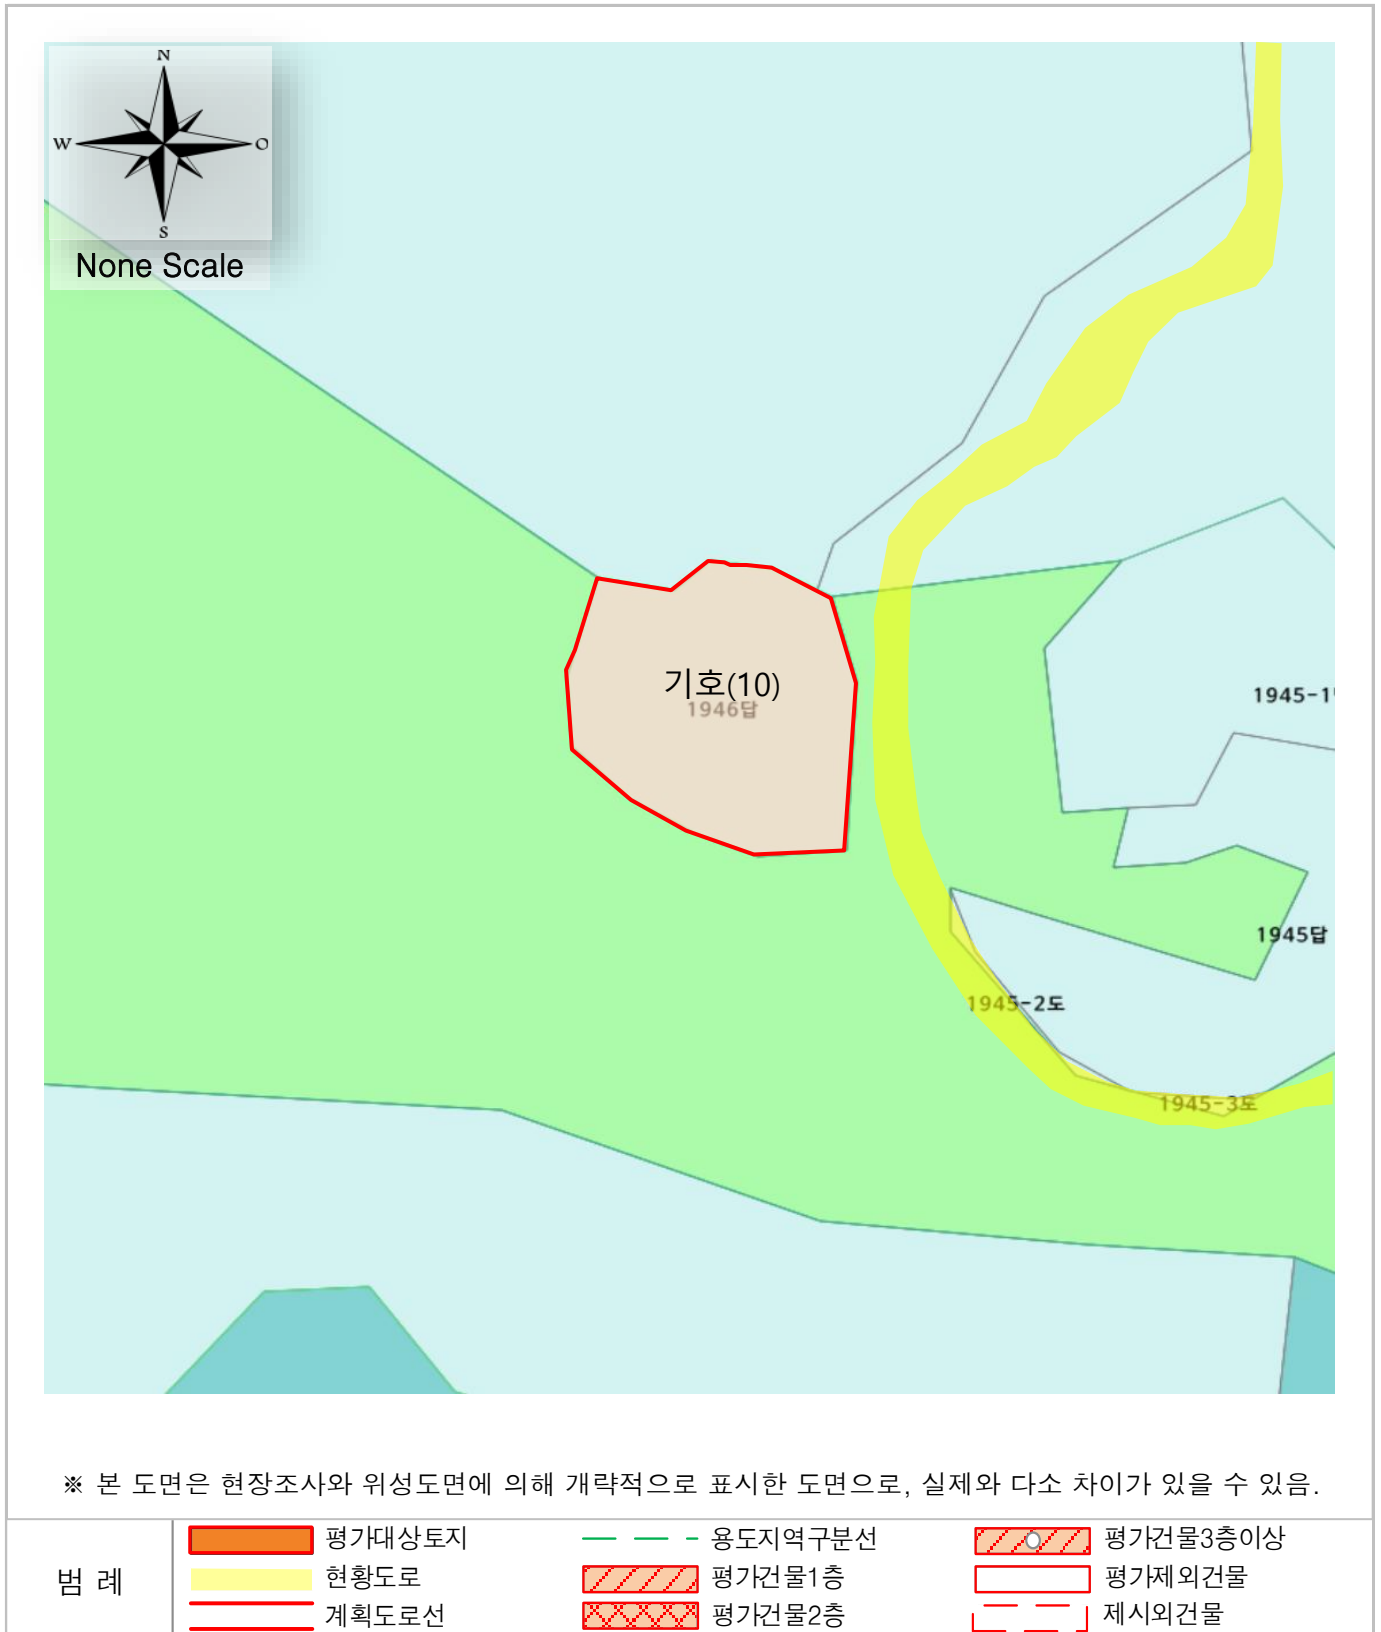 N
W O
S
None Scale
기호(10)
1946답
1945-1
1945답
1945-2도
1945-3도
※ 본 도면은 현장조사와 위성도면에 의해 개략적으로 표시한 도면으로, 실제와 다소 차이가 있을 수 있음.
범 례
평가대상토지 용도지역구분선 평가건물3층이상
현황도로 평가건물1층 평가제외건물
계획도로선 평가건물2층 제시외건물